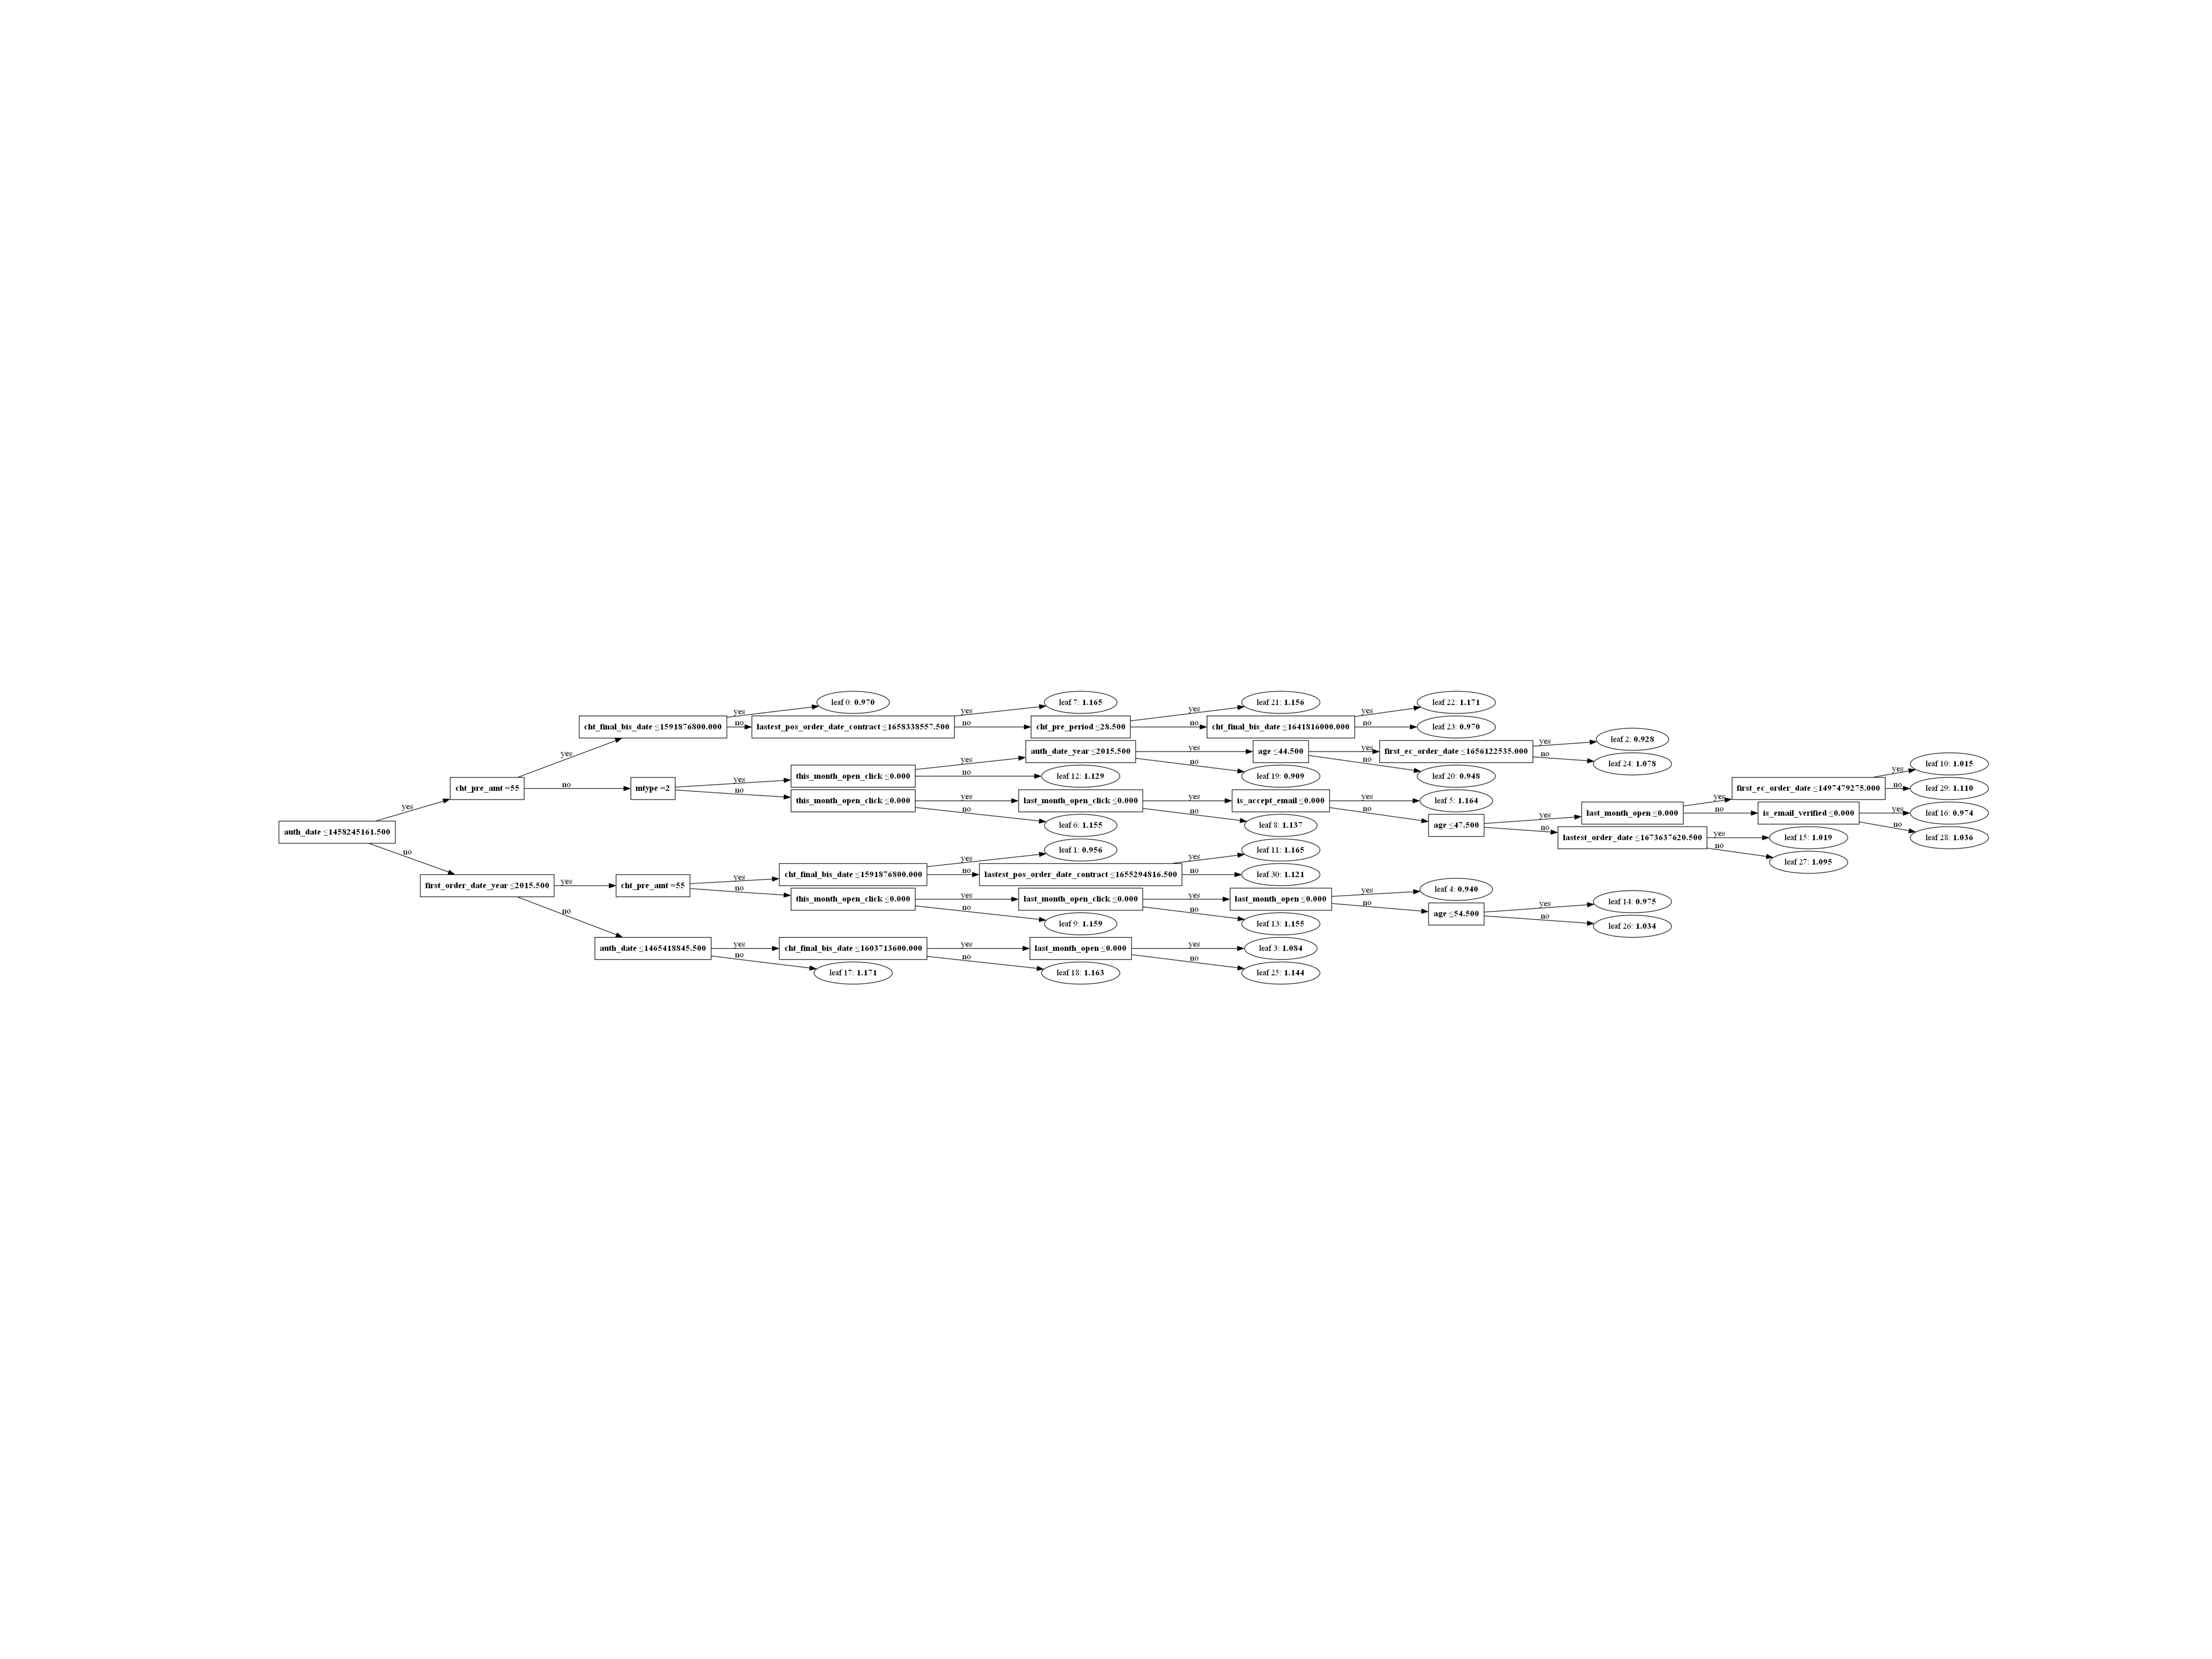 leaf 0: 0.970
leaf 7: 1.165
leaf 21: 1.156
leaf 22: 1.171
yes
no
cht_final_bis_date ≤1591876800.000
yes
no
lastest_pos_order_date_contract ≤1658338557.500
yes
no
cht_pre_period ≤28.500
yes
no
cht_final_bis_date ≤1641816000.000
leaf 23: 0.970
leaf 2: 0.928
yes
auth_date_year ≤2015.500
yes
age ≤44.500
yes
first_ec_order_date ≤1656122535.000
yes
no
leaf 24: 1.078
yes
no
no
no
leaf 10: 1.015
this_month_open_click ≤0.000
leaf 12: 1.129
leaf 19: 0.909
leaf 20: 0.948
yes
cht_pre_amt =55
no
mtype =2
yes
no
first_ec_order_date ≤1497479275.000
no
leaf 29: 1.110
this_month_open_click ≤0.000
yes
last_month_open_click ≤0.000
yes
is_accept_email ≤0.000
yes
leaf 5: 1.164
yes
yes
no
no
no
yes
last_month_open ≤0.000
no
is_email_verified ≤0.000
yes
leaf 16: 0.974
leaf 6: 1.155
leaf 8: 1.137
age ≤47.500
no
no
auth_date ≤1458245161.500
lastest_order_date ≤1673637620.500
yes
leaf 15: 1.019
leaf 28: 1.036
no
no
leaf 1: 0.956
leaf 11: 1.165
leaf 27: 1.095
yes
yes
cht_final_bis_date ≤1591876800.000
no
lastest_pos_order_date_contract ≤1655294816.500
no
leaf 30: 1.121
first_order_date_year ≤2015.500
yes
cht_pre_amt =55
yes
no
yes
leaf 4: 0.940
this_month_open_click ≤0.000
yes
last_month_open_click ≤0.000
yes
last_month_open ≤0.000
no
leaf 14: 0.975
no
no
no
yes
age ≤54.500
no
leaf 9: 1.159
leaf 13: 1.155
leaf 26: 1.034
auth_date ≤1465418845.500
yes
no
cht_final_bis_date ≤1603713600.000
yes
no
last_month_open ≤0.000
yes
no
leaf 3: 1.084
leaf 17: 1.171
leaf 18: 1.163
leaf 25: 1.144